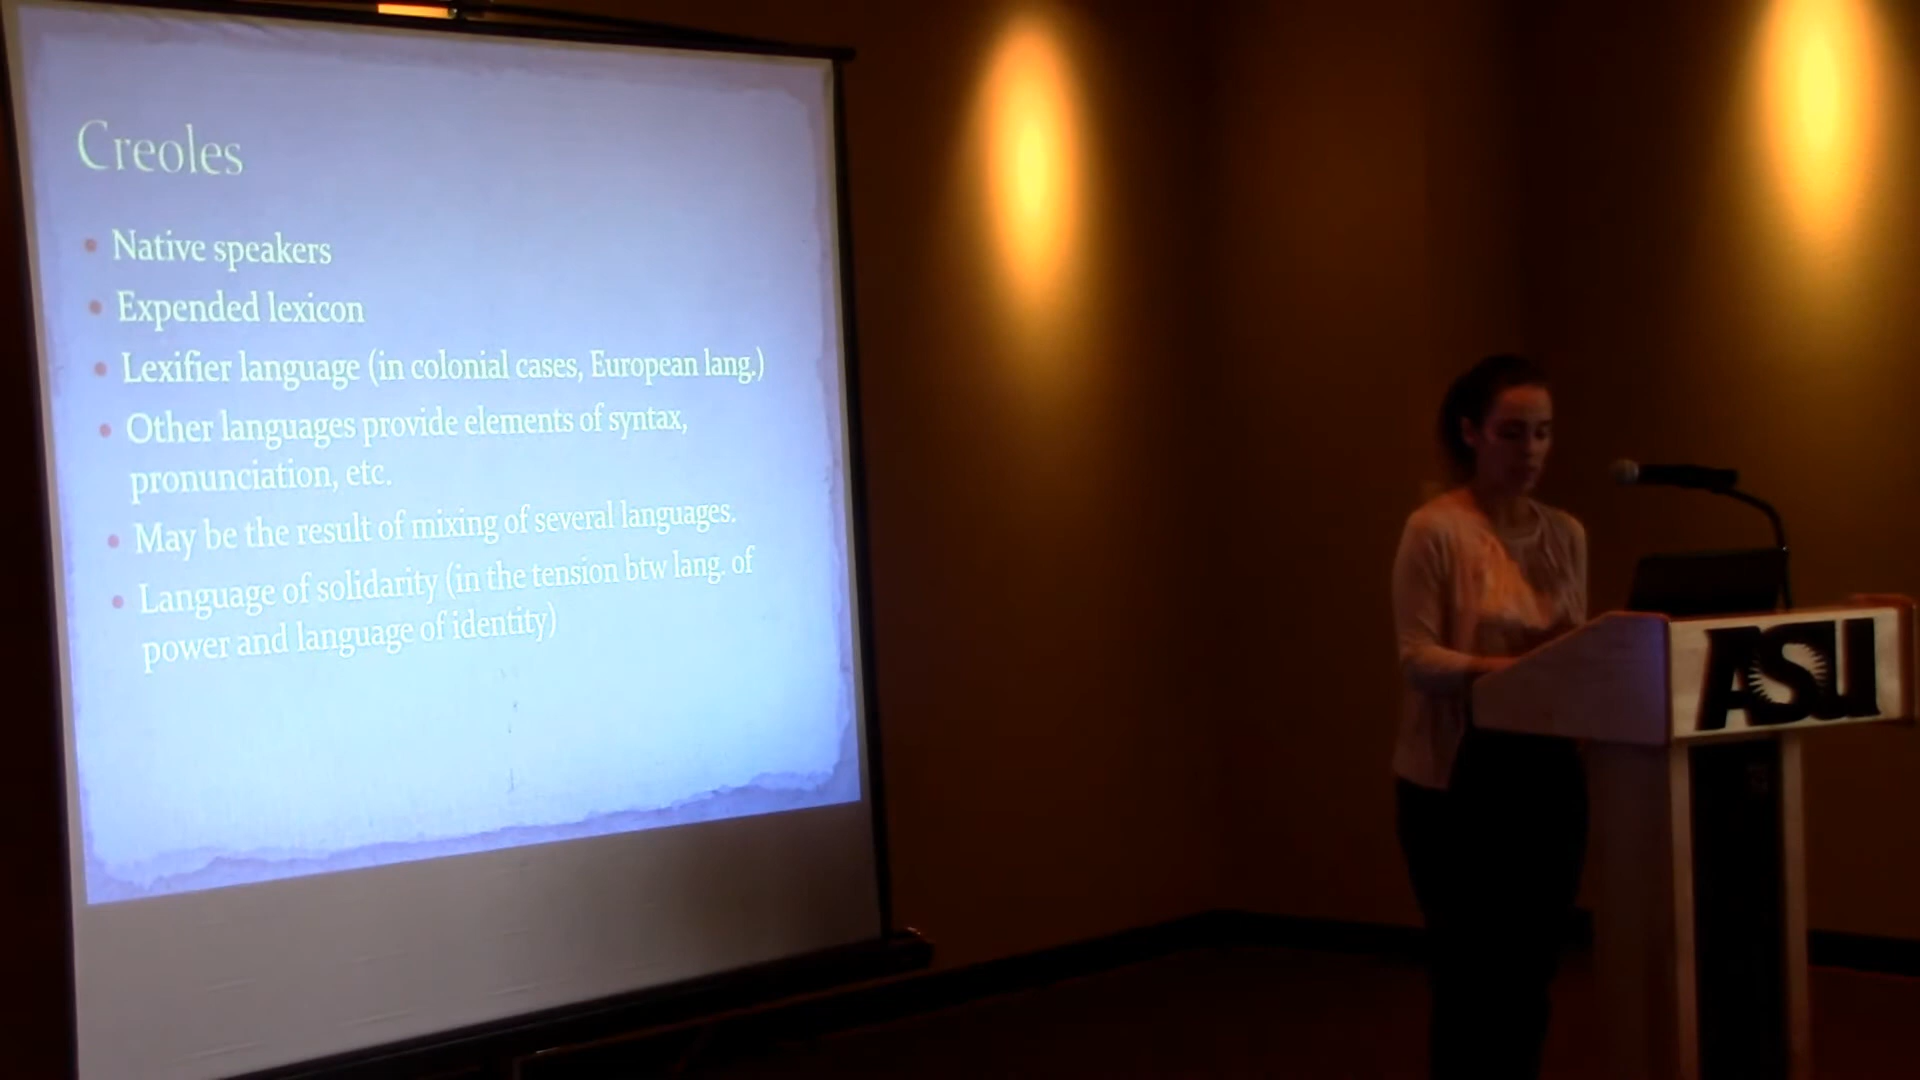 Creoles
Native speakers
Expended lexicon
Lexifier language (in colonial cases, European lang.)
Other languages provide elements of syntax,
pronunciation, etc.
May be the result of mixing of several languages.
Language of solidarity (in the tension btw lang. of
power and language of identity)
ASU